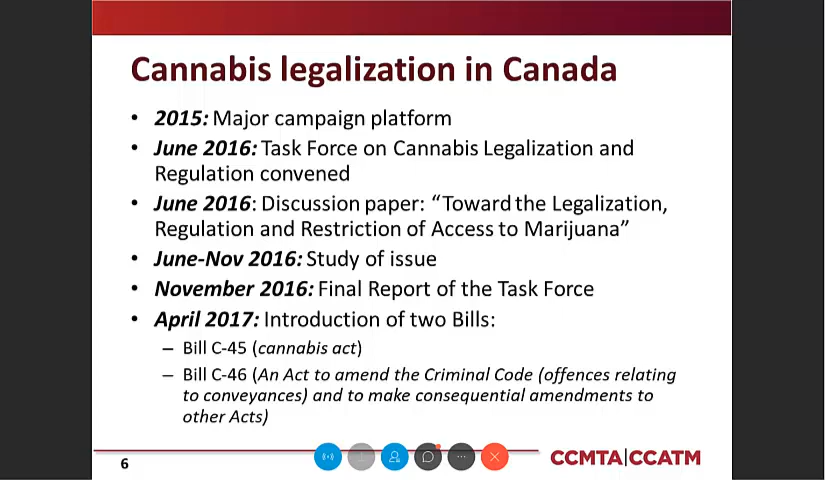 Cannabis legalization in Canada
• 2015: Major campaign platform
• June 2016: Task Force on Cannabis Legalization and
Regulation convened
• June 2016: Discussion paper: “Toward the Legalization,
Regulation and Restriction of Access to Marijuana”
• June-Nov 2016: Study of issue
• November 2016: Final Report of the Task Force
• April 2017: Introduction of two Bills:
– Bill C-45 (cannabis act)
– Bill C-46 (An Act to amend the Criminal Code (offences relating
to conveyances) and to make consequential amendments to
other Acts)
6
CCMTA|CCATM